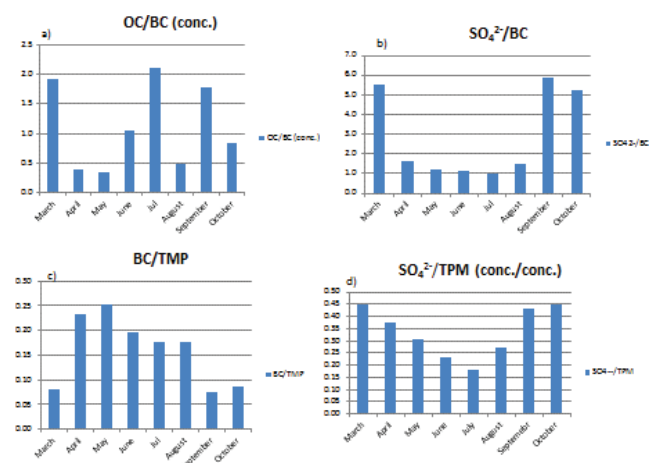 OC/BC (conc.)
a)
2.5
2.0
1.5
1.0
0.5
0.0
March
April
May
June
Jul
August
September
October
OC/BC (conc.)
SO₄²⁻/BC
b)
7.0
6.0
5.0
4.0
3.0
2.0
1.0
0.0
March
April
May
June
Jul
August
September
October
SO4 2-/BC
BC/TMP
c)
0.30
0.25
0.20
0.15
0.10
0.05
0.00
March
April
May
June
Jul
August
September
October
BC/TMP
SO₄²⁻/TPM (conc./conc.)
d)
0.50
0.45
0.40
0.35
0.30
0.25
0.20
0.15
0.10
0.05
0.00
March
April
May
June
July
August
October
SO4--/TPM